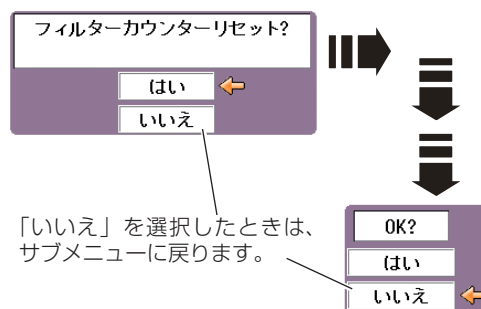 フィルターカウンターリセット?
はい
いいえ
「いいえ」を選択したときは、
サブメニューに戻ります。
OK?
はい
いいえ